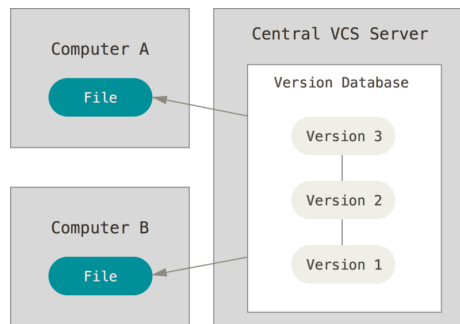 Computer A
File
Computer B
File
Central VCS Server
Version Database
Version 3
Version 2
Version 1